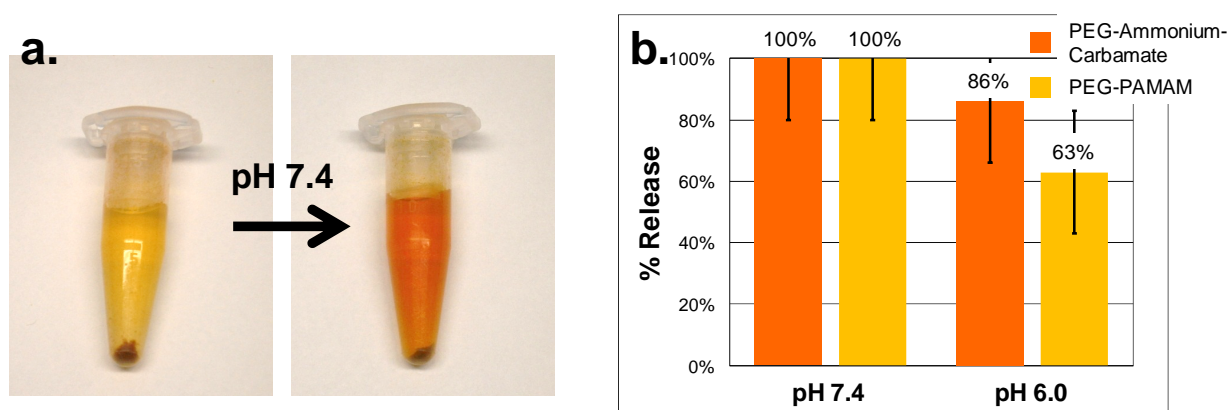 a.
pH 7.4
b.
PEG-Ammonium-
Carbamate
PEG-PAMAM
% Release
100%
80%
60%
40%
20%
0%
100%
100%
86%
63%
pH 7.4
pH 6.0